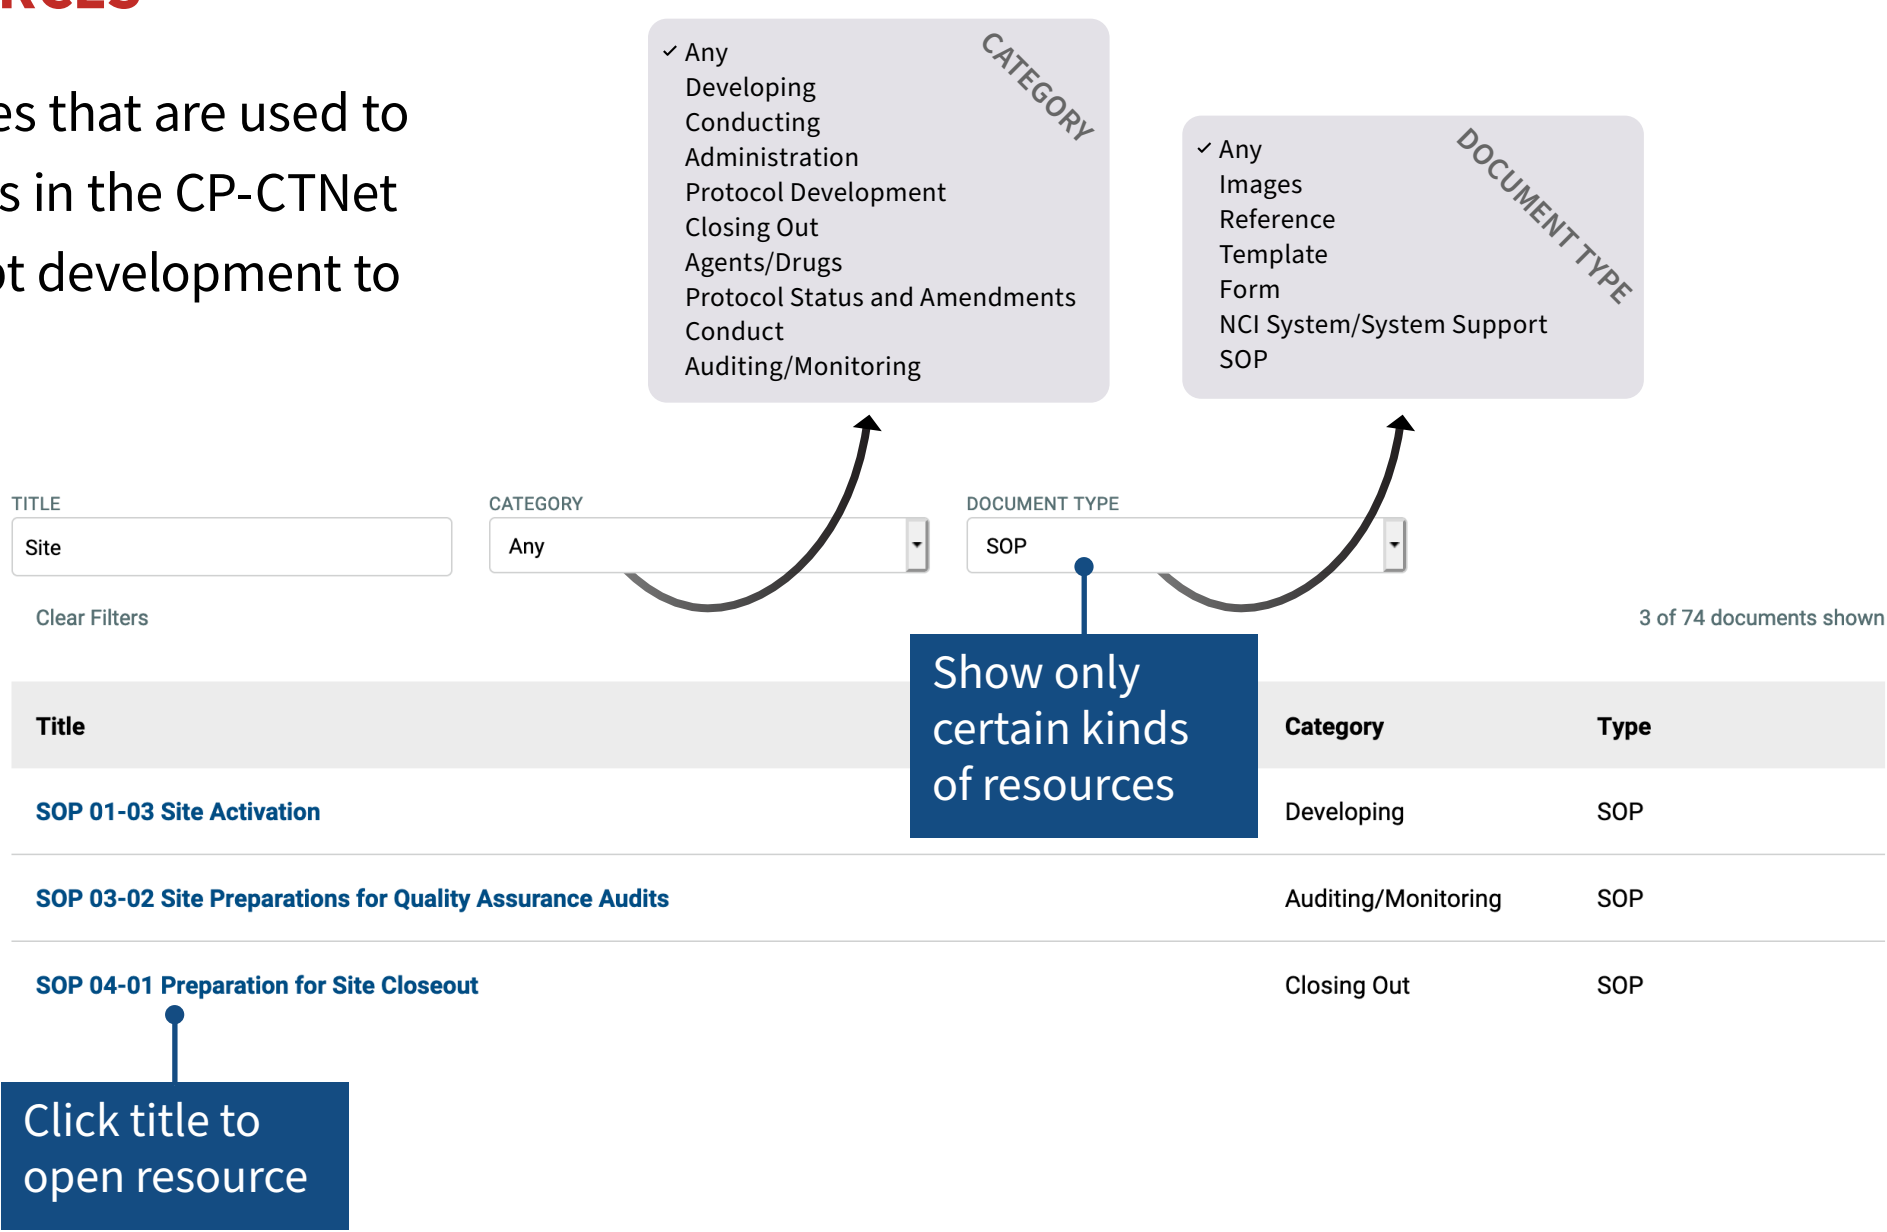 es that are used to
s in the CP-CTNet
pt development to
✓ Any
Developing
Conducting
Administration
Protocol Development
Closing Out
Agents/Drugs
Protocol Status and Amendments
Conduct
Auditing/Monitoring
CATEGORY
✓ Any
Images
Reference
Template
Form
NCI System/System Support
SOP
DOCUMENT TYPE
TITLE CATEGORY DOCUMENT TYPE
Site Any SOP
Clear Filters 3 of 74 documents shown
Show only
certain kinds
of resources
Title Category Type
SOP 01-03 Site Activation Developing SOP
SOP 03-02 Site Preparations for Quality Assurance Audits Auditing/Monitoring SOP
SOP 04-01 Preparation for Site Closeout Closing Out SOP
Click title to
open resource